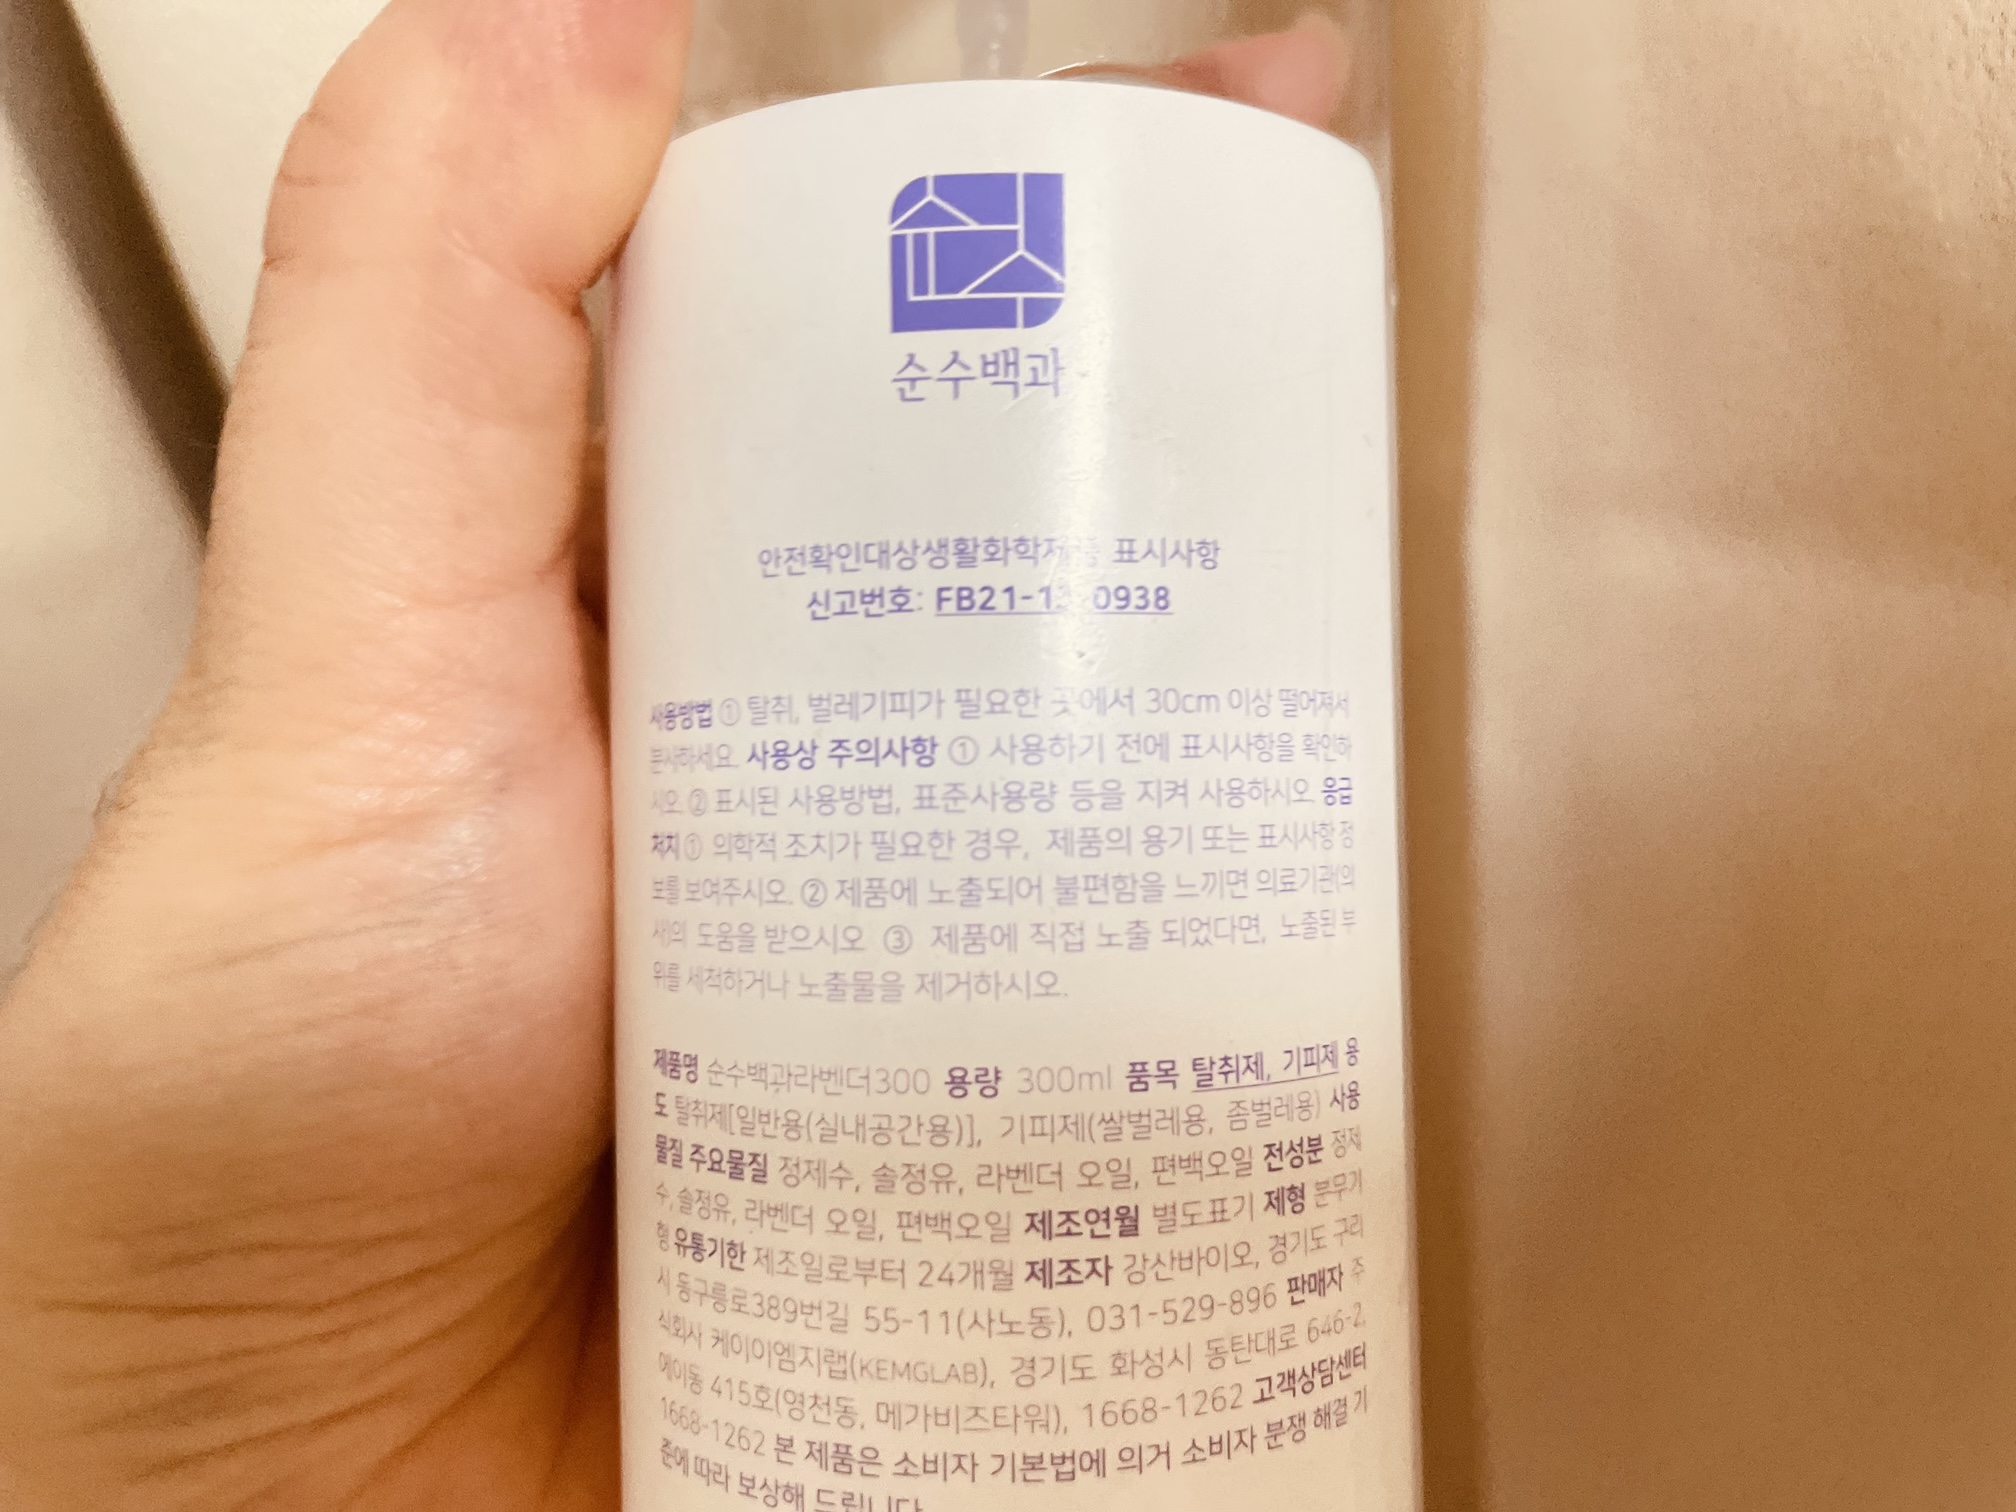 순수백과
안전확인대상생활화학제품 표시사항
신고번호: FB21-13 0938
사용방법 ① 탈취, 벌레기피가 필요한 곳에서 30cm 이상 떨어져서
분사하세요. 사용상 주의사항 ① 사용하기 전에 표시사항을 확인하
시오 ② 표시된 사용방법, 표준사용량 등을 지켜 사용하시오 응급
처치 ① 의학적 조치가 필요한 경우, 제품의 용기 또는 표시사항 정
보를 보여주시오. ② 제품에 노출되어 불편함을 느끼면 의료기관(의
사)의 도움을 받으시오 ③ 제품에 직접 노출 되었다면, 노출된 부
위를 세척하거나 노출물을 제거하시오.
제품명 순수백과라벤더300 용량 300ml 품목 탈취제, 기피제 용
도 탈취제[일반용(실내공간용)], 기피제(쌀벌레용, 좀벌레용) 사용
물질 주요물질 정제수, 솔정유, 라벤더 오일, 편백오일 전성분 정제
수, 솔정유, 라벤더 오일, 편백오일 제조연월 별도표기 제형 분무기
형 유통기한 제조일로부터 24개월 제조자 강산바이오, 경기도 구리
시 동구릉로389번길 55-11(사노동), 031-529-896 판매자 주
식회사 케이이엠지랩(KEMGLAB), 경기도 화성시 동탄대로 646-2,
에이동 415호(영천동, 메가비즈타워), 1668-1262 고객상담센터
1668-1262 본 제품은 소비자 기본법에 의거 소비자 분쟁 해결 기
준에 따라 보상해 드립니다